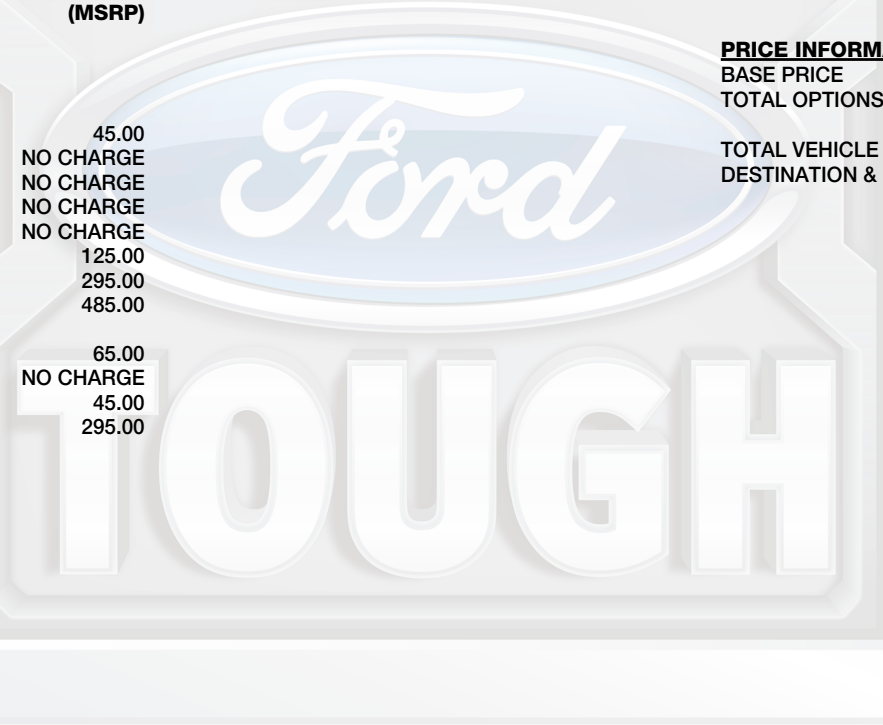 (MSRP)
45.00
NO CHARGE
NO CHARGE
NO CHARGE
NO CHARGE
125.00
295.00
485.00
65.00
NO CHARGE
45.00
295.00
PRICE INFORM
BASE PRICE
TOTAL OPTIONS
TOTAL VEHICLE
DESTINATION &
Ford
TOUGH